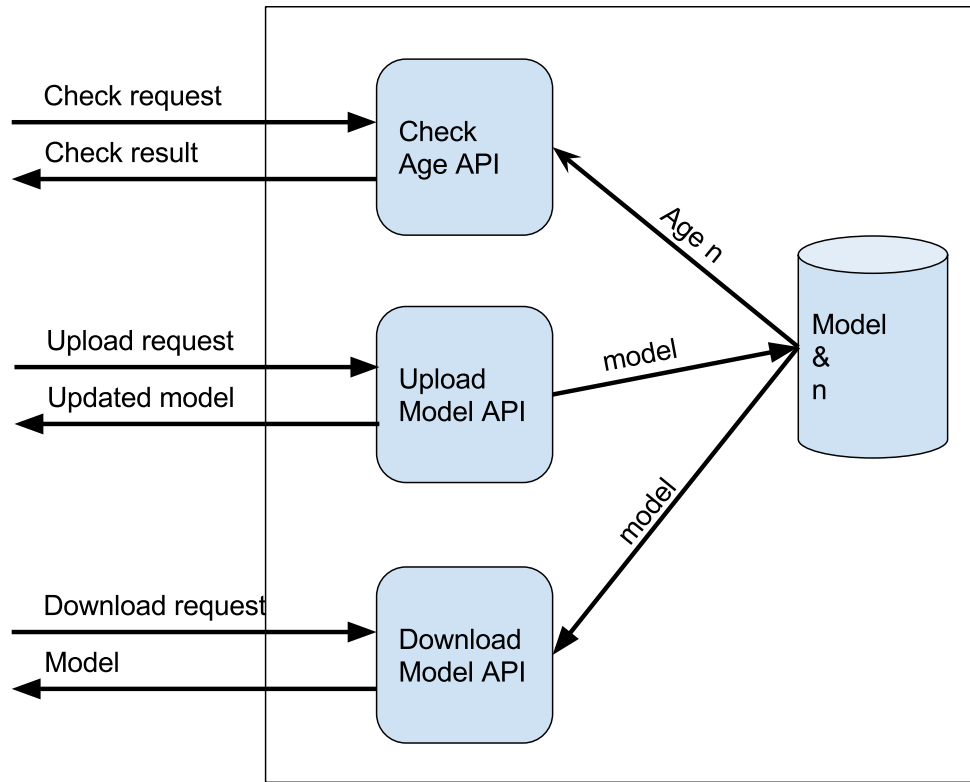 Check request
Check result
Check
Age API
Age n
Upload request
Updated model
Upload
Model API
model
Model
&
n
model
Download request
Model
Download
Model API